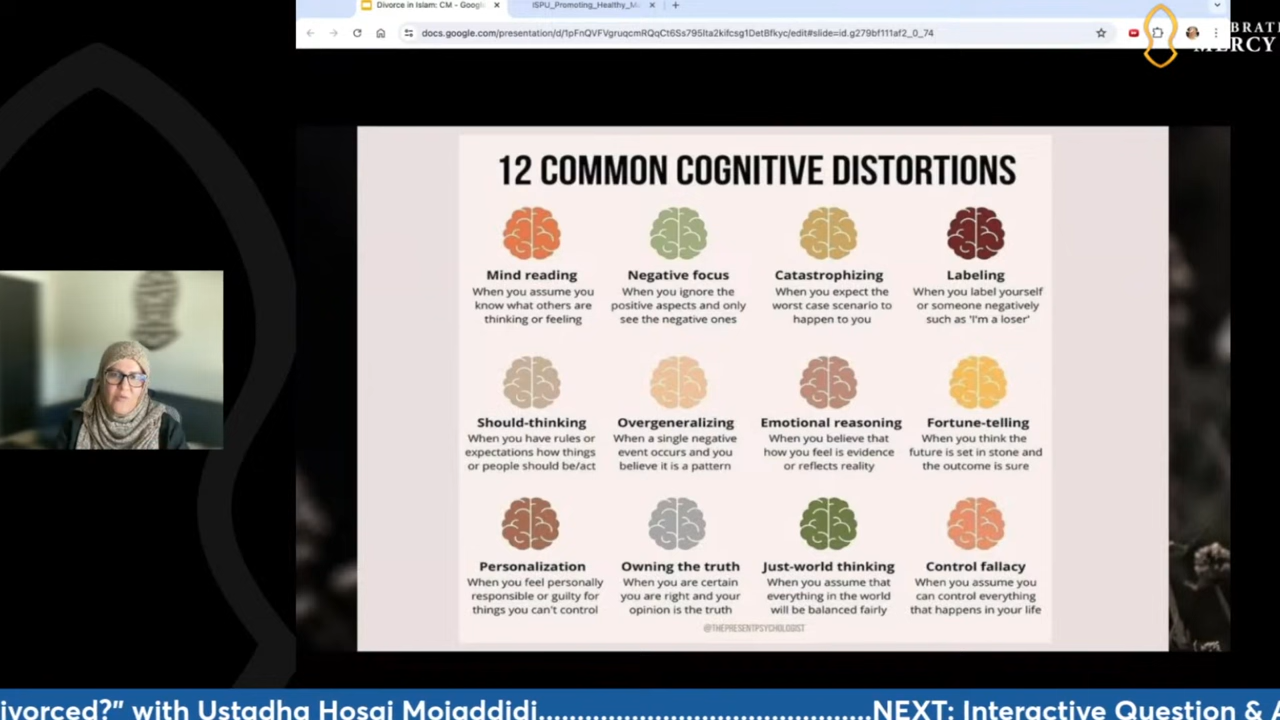 Divorce in Islam: CM - Googl
ISPU_Promoting_Healthy_M
docs.google.com/presentation/d/1pFnQVFVgruqcmRQqCt6Ss795Ita2kifcsg1DetBfkyc/edit#slide=id.g279bf111af2_0_74
BRATE
MERCY
12 COMMON COGNITIVE DISTORTIONS
Mind reading
When you assume you
know what others are
thinking or feeling
Negative focus
When you ignore the
positive aspects and only
see the negative ones
Catastrophizing
When you expect the
worst case scenario to
happen to you
Labeling
When you label yourself
or someone negatively
such as 'I'm a loser'
Should-thinking
When you have rules or
expectations how things
or people should be/act
Overgeneralizing
When a single negative
event occurs and you
believe it is a pattern
Emotional reasoning
When you believe that
how you feel is evidence
or reflects reality
Fortune-telling
When you think the
future is set in stone and
the outcome is sure
Personalization
When you feel personally
responsible or guilty for
things you can't control
Owning the truth
When you are certain
you are right and your
opinion is the truth
Just-world thinking
When you assume that
everything in the world
will be balanced fairly
Control fallacy
When you assume you
can control everything
that happens in your life
@THEPRESENTPSYCHOLOGIST
ivorced?" with Ustadha Hosai Mojaddidi.......................................NEXT: Interactive Question & A